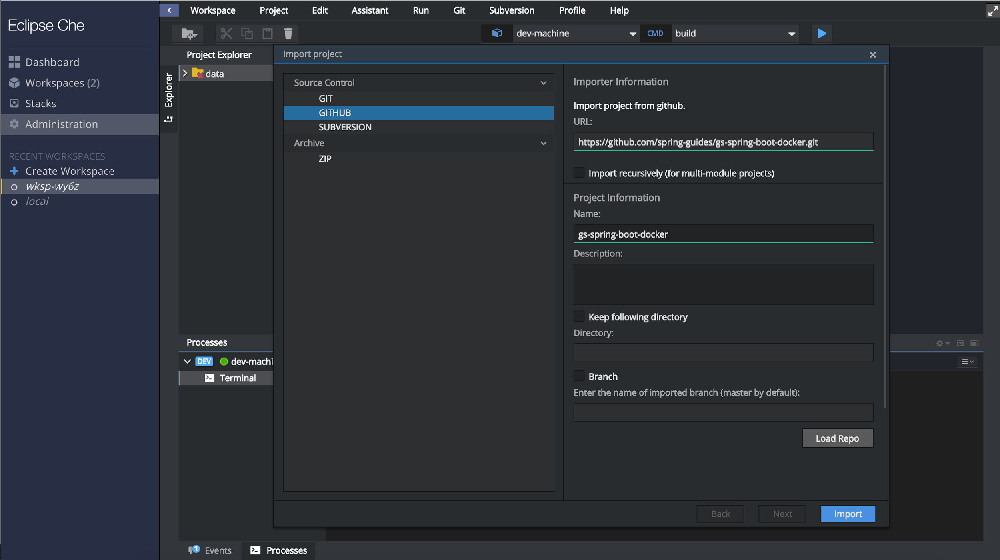 Eclipse Che
Dashboard
Workspaces (2)
Stacks
Administration
RECENT WORKSPACES
Create Workspace
wksp-wy6z
local
Workspace Project Edit Assistant Run Git Subversion Profile Help
dev-machine CMD build
Project Explorer
Explorer
data
Import project
Source Control
GIT
GITHUB
SUBVERSION
Archive
ZIP
Importer Information
Import project from github.
URL:
https://github.com/spring-guides/gs-spring-boot-docker.git
Import recursively (for multi-module projects)
Project Information
Name:
gs-spring-boot-docker
Description:
Keep following directory
Directory:
Branch
Enter the name of imported branch (master by default):
Load Repo
Back Next Import
Processes
DEV dev-machi
Terminal
1 Events Processes